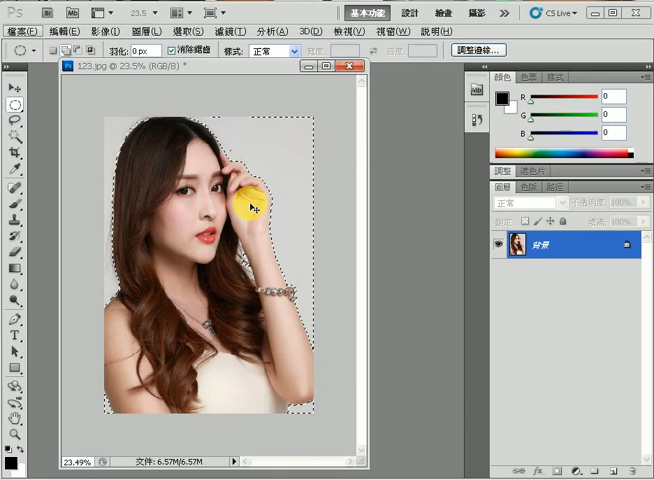 Ps Br Mb 23.5 基本功能 設計 繪畫 攝影 CS Live
檔案(F) 編輯(E) 影像(I) 圖層(L) 選取(S) 濾鏡(T) 分析(A) 3D(D) 檢視(V) 視窗(W) 說明(H)
羽化: 0 px 消除鋸齒 樣式: 正常 寬度: 高度: 調整邊緣...
123.jpg @ 23.5% (RGB/8) *
顏色 色票 樣式
R 0
G 0
B 0
調整 遮色片
圖層 色版 路徑
正常 不透明度: 100%
鎖定: 填滿: 100%
背景
Mb
23.49% 文件: 6.57M/6.57M